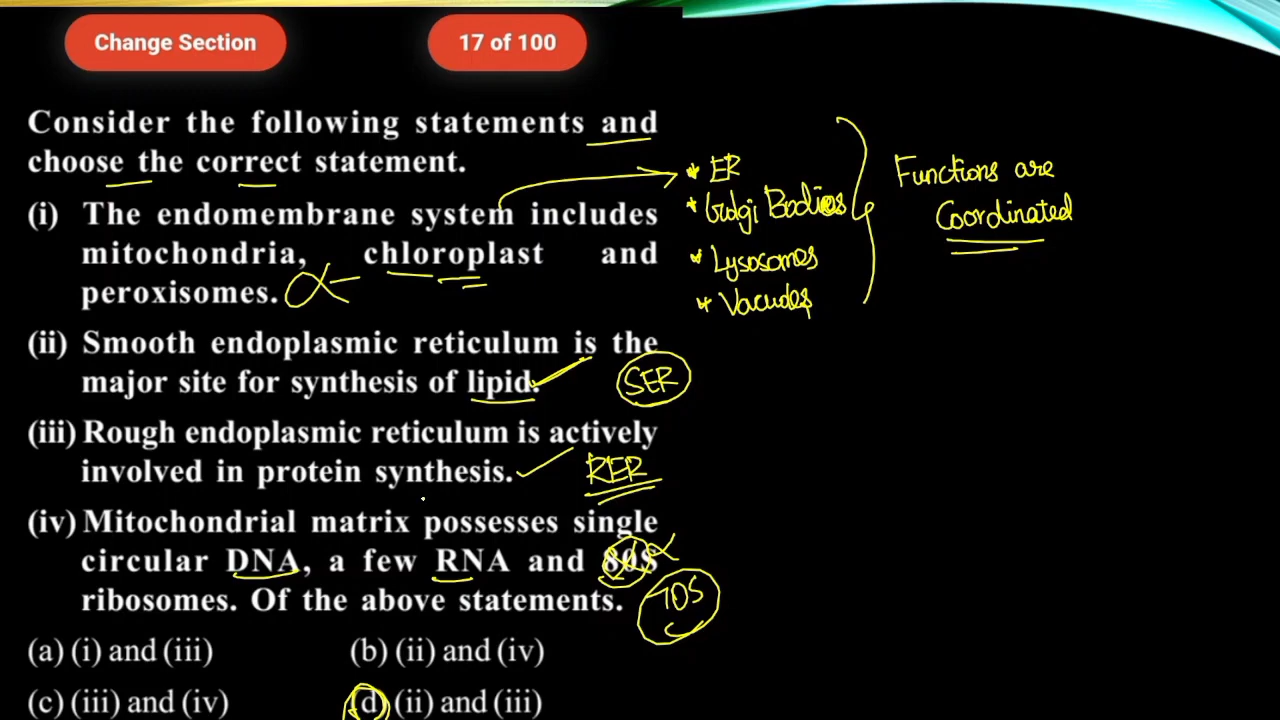 Change Section
17 of 100
Consider the following statements and
choose the correct statement.
(i) The endomembrane system includes
mitochondria, chloroplast and
peroxisomes.
(ii) Smooth endoplasmic reticulum is the
major site for synthesis of lipid.
(iii) Rough endoplasmic reticulum is actively
involved in protein synthesis.
(iv) Mitochondrial matrix possesses single
circular DNA, a few RNA and 80S
ribosomes. Of the above statements.
(a) (i) and (iii)
(b) (ii) and (iv)
(c) (iii) and (iv)
(d) (ii) and (iii)
* ER
* Golgi Bodies
* Lysosomes
* Vacuoles
Functions are
Coordinated
SER
RER
70S